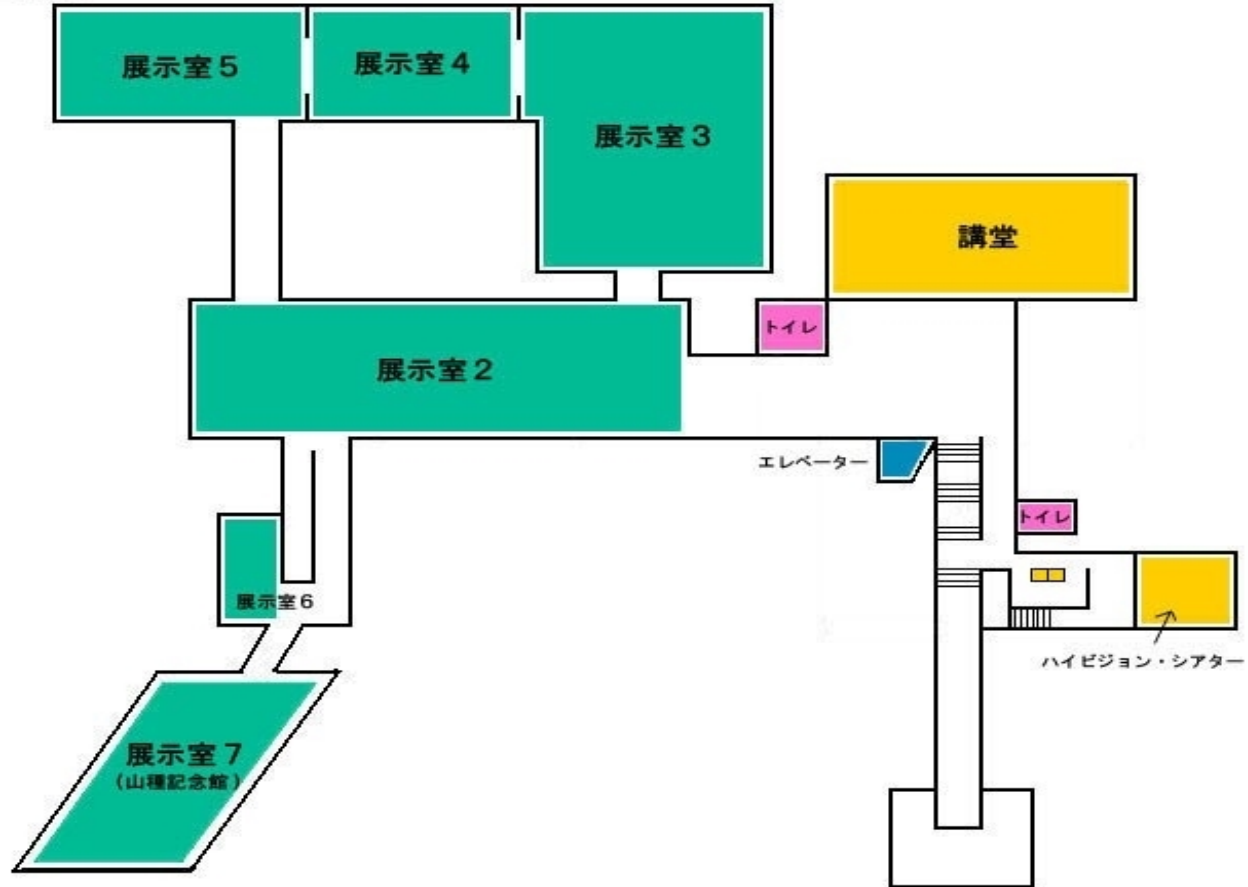 展示室5
展示室4
展示室3
講堂
トイレ
展示室2
エレベーター
トイレ
展示室6
ハイビジョン・シアター
展示室7
(山種記念館)